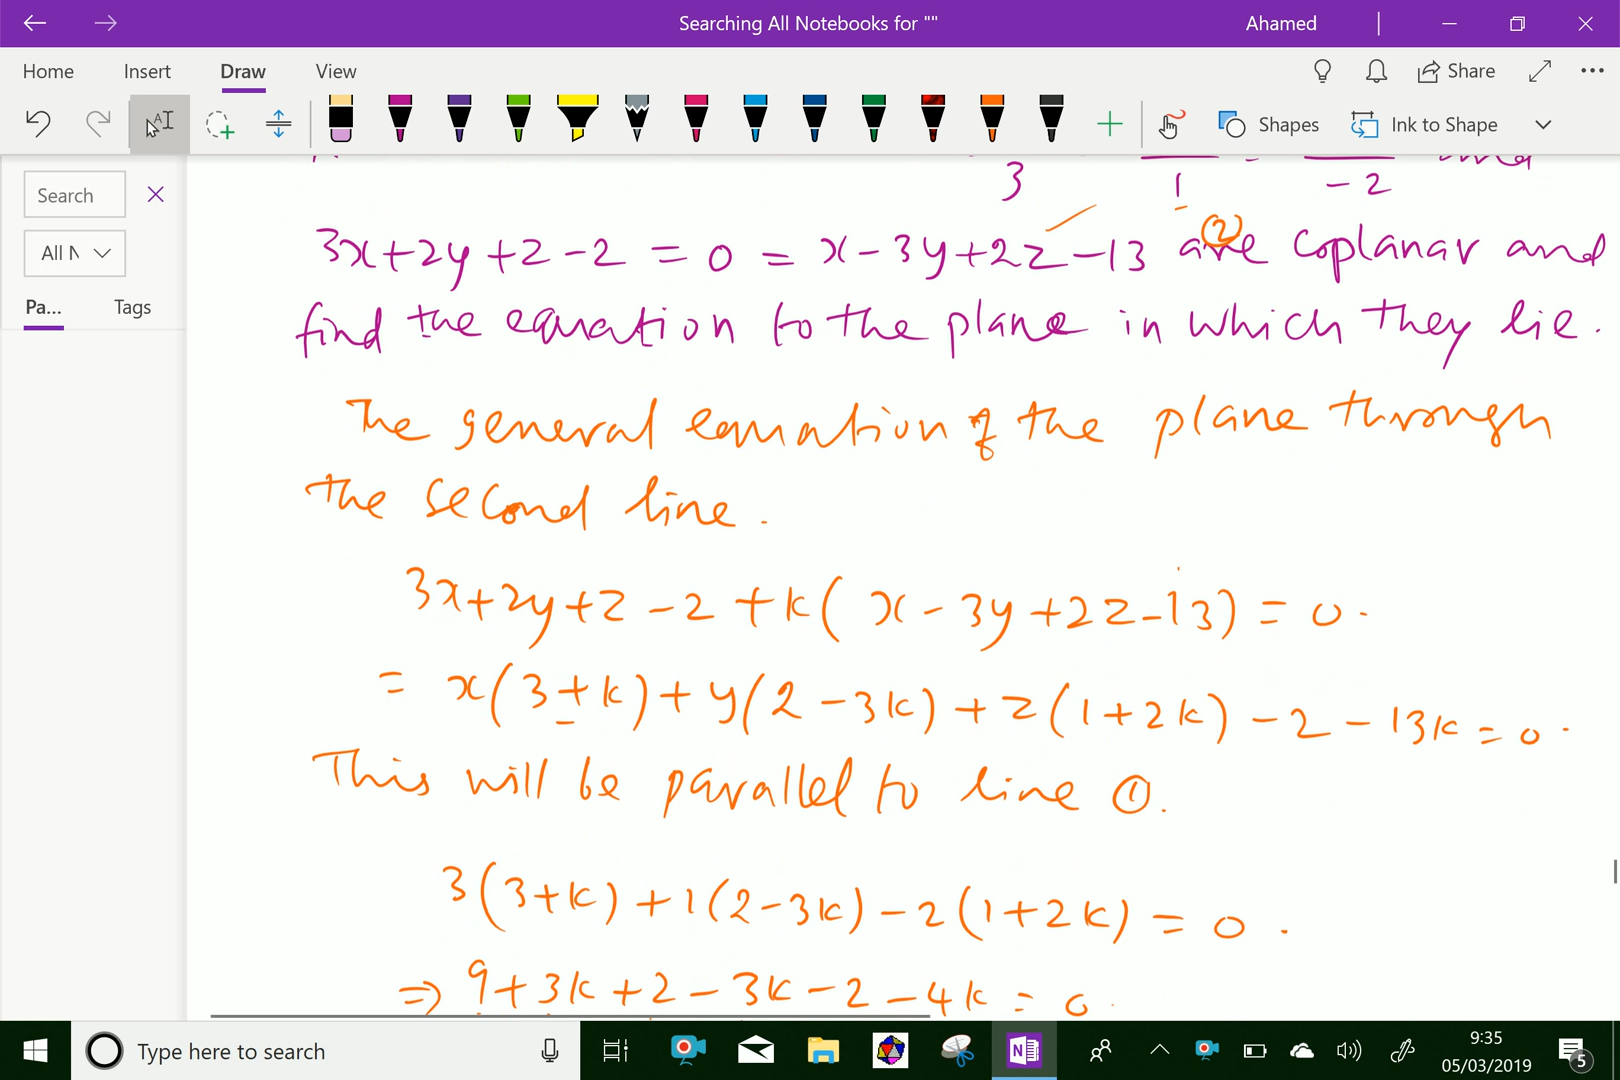 Searching All Notebooks for ""
Ahamed
Home Insert Draw View
Share
Shapes
Ink to Shape
Search
All N
Pa... Tags
3 1 -2
3x+2y+z-2 = 0 = x-3y+2z-13 are coplanar and
(2)
find the equation to the plane in which they lie.
The general equation of the plane through
the second line.
3x+2y+z-2+k(x-3y+2z-13) = 0.
= x(3+k)+y(2-3k)+z(1+2k)-2-13k=0.
This will be parallel to line ①.
3(3+k)+1(2-3k)-2(1+2k) = 0.
⇒ 9+3k+2-3k-2-4k = 0.
Type here to search
N
9:35
05/03/2019
5